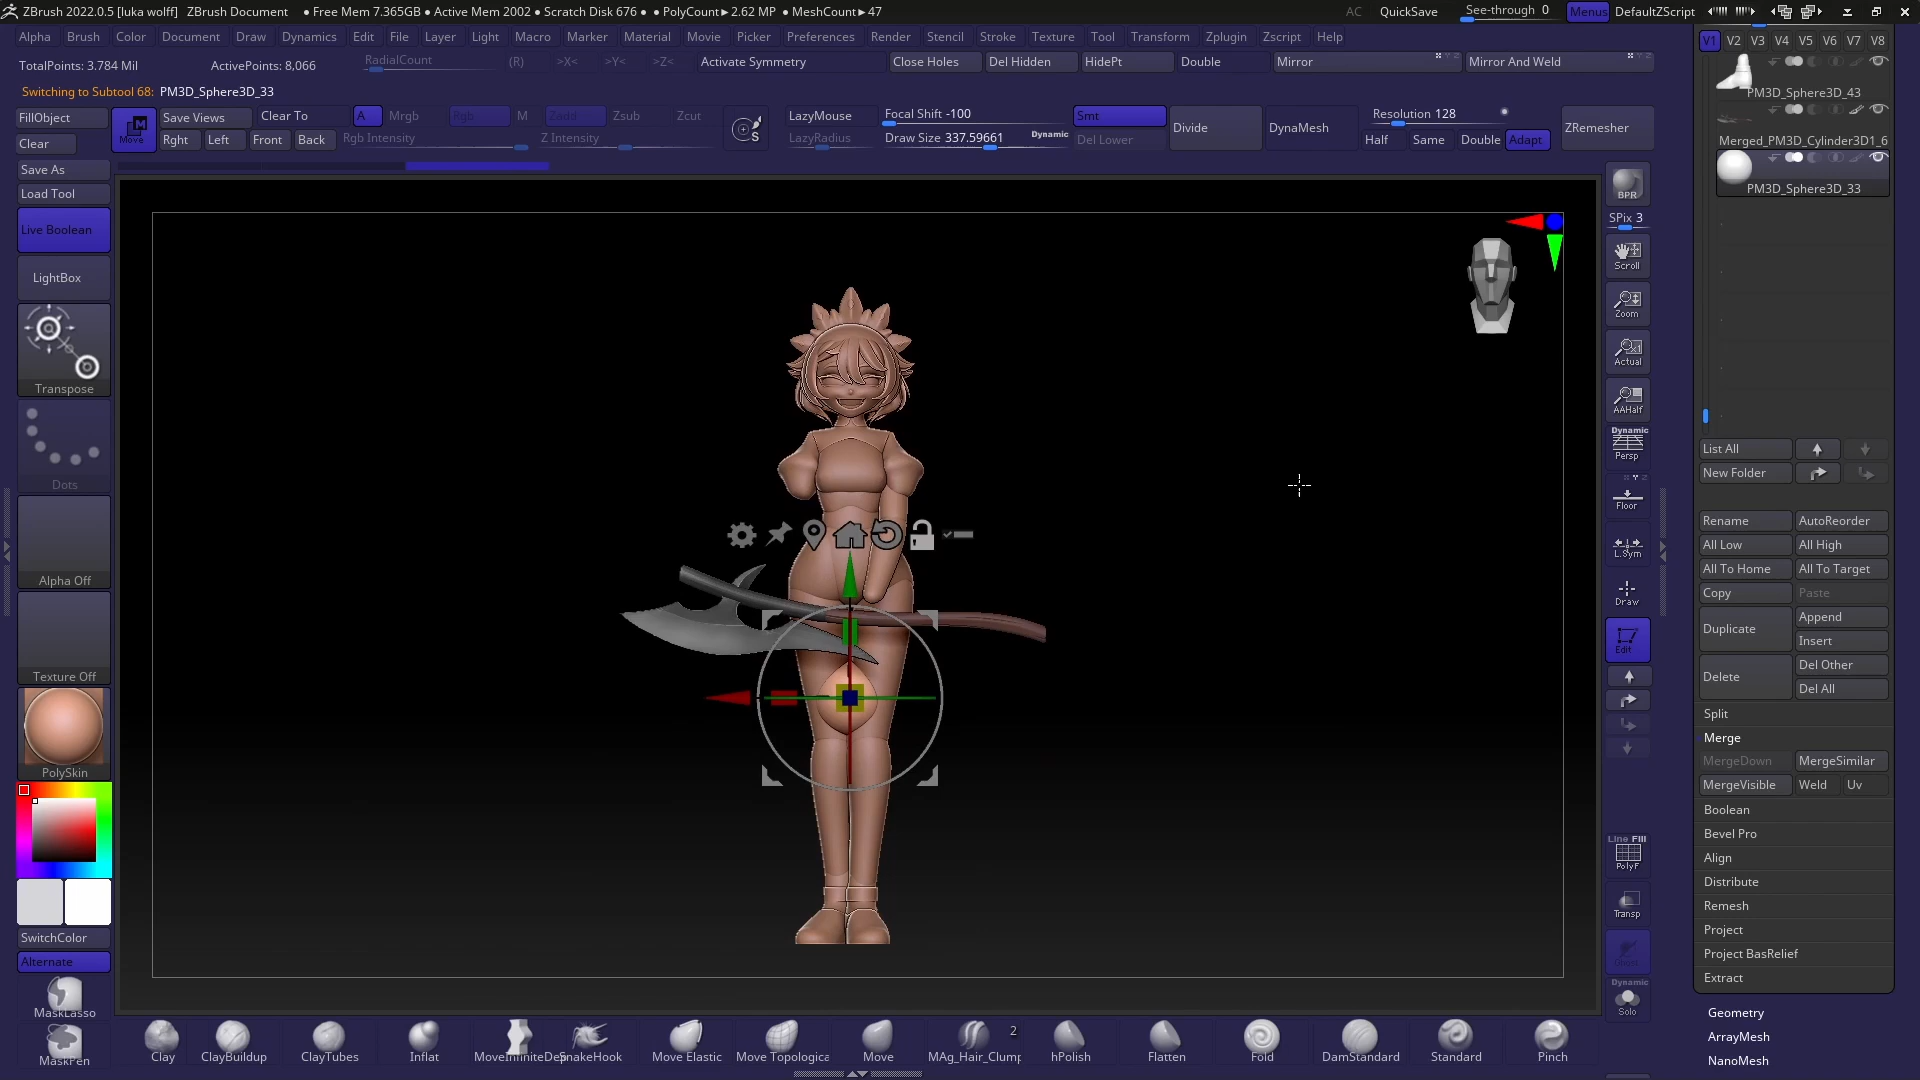 ZBrush 2022.0.5 [luka wolff] ZBrush Document • Free Mem 7.365GB • Active Mem 2002 • Scratch Disk 676 • • PolyCount► 2.62 MP • MeshCount► 47 AC QuickSave See-through 0 Menus DefaultZScript
Alpha Brush Color Document Draw Dynamics Edit File Layer Light Macro Marker Material Movie Picker Preferences Render Stencil Stroke Texture Tool Transform Zplugin Zscript Help
V1 V2 V3 V4 V5 V6 V7 V8
TotalPoints: 3.784 Mil ActivePoints: 8,066 RadialCount (R) >X< >Y< >Z< Activate Symmetry Close Holes Del Hidden HidePt Double Mirror Mirror And Weld
Switching to Subtool 68: PM3D_Sphere3D_33
PM3D_Sphere3D_43
FillObject Move Save Views Clear To A Mrgb Rgb M Zadd Zsub Zcut S LazyMouse Focal Shift -100 Smt Divide DynaMesh Resolution 128 ZRemesher
Clear Rght Left Front Back Rgb Intensity Z Intensity LazyRadius Draw Size 337.59661 Dynamic Del Lower Half Same Double Adapt
Merged_PM3D_Cylinder3D1_6
PM3D_Sphere3D_33
Save As
Load Tool
Live Boolean
LightBox
Transpose
Dots
Alpha Off
Texture Off
PolySkin
SwitchColor
Alternate
MaskLasso
MaskPen
BPR
SPix 3
Scroll
Zoom
Actual
AAHalf
Dynamic
Persp
Floor
L.Sym
Draw
Edit
Line Fill
PolyF
Transp
Ghost
Dynamic
Solo
List All
New Folder
Rename AutoReorder
All Low All High
All To Home All To Target
Copy Paste
Duplicate Append
Insert
Delete Del Other
Del All
Split
Merge
MergeDown MergeSimilar
MergeVisible Weld Uv
Boolean
Bevel Pro
Align
Distribute
Remesh
Project
Project BasRelief
Extract
Geometry
ArrayMesh
NanoMesh
2
Clay ClayBuildup ClayTubes Inflat MoveInfiniteDep SnakeHook Move Elastic Move Topologica Move MAg_Hair_Clump hPolish Flatten Fold DamStandard Standard Pinch